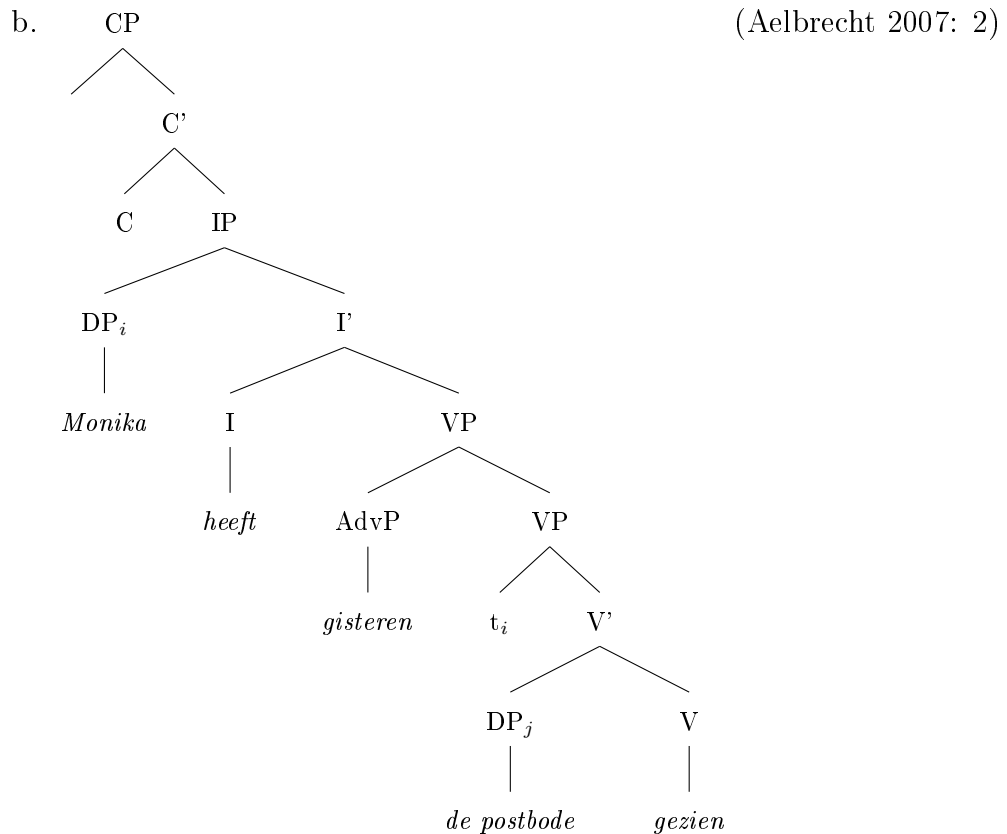 b. CP (Aelbrecht 2007: 2)
C'
C IP
DPi I'
Monika I VP
heeft AdvP VP
gisteren ti V'
DPj V
de postbode gezien